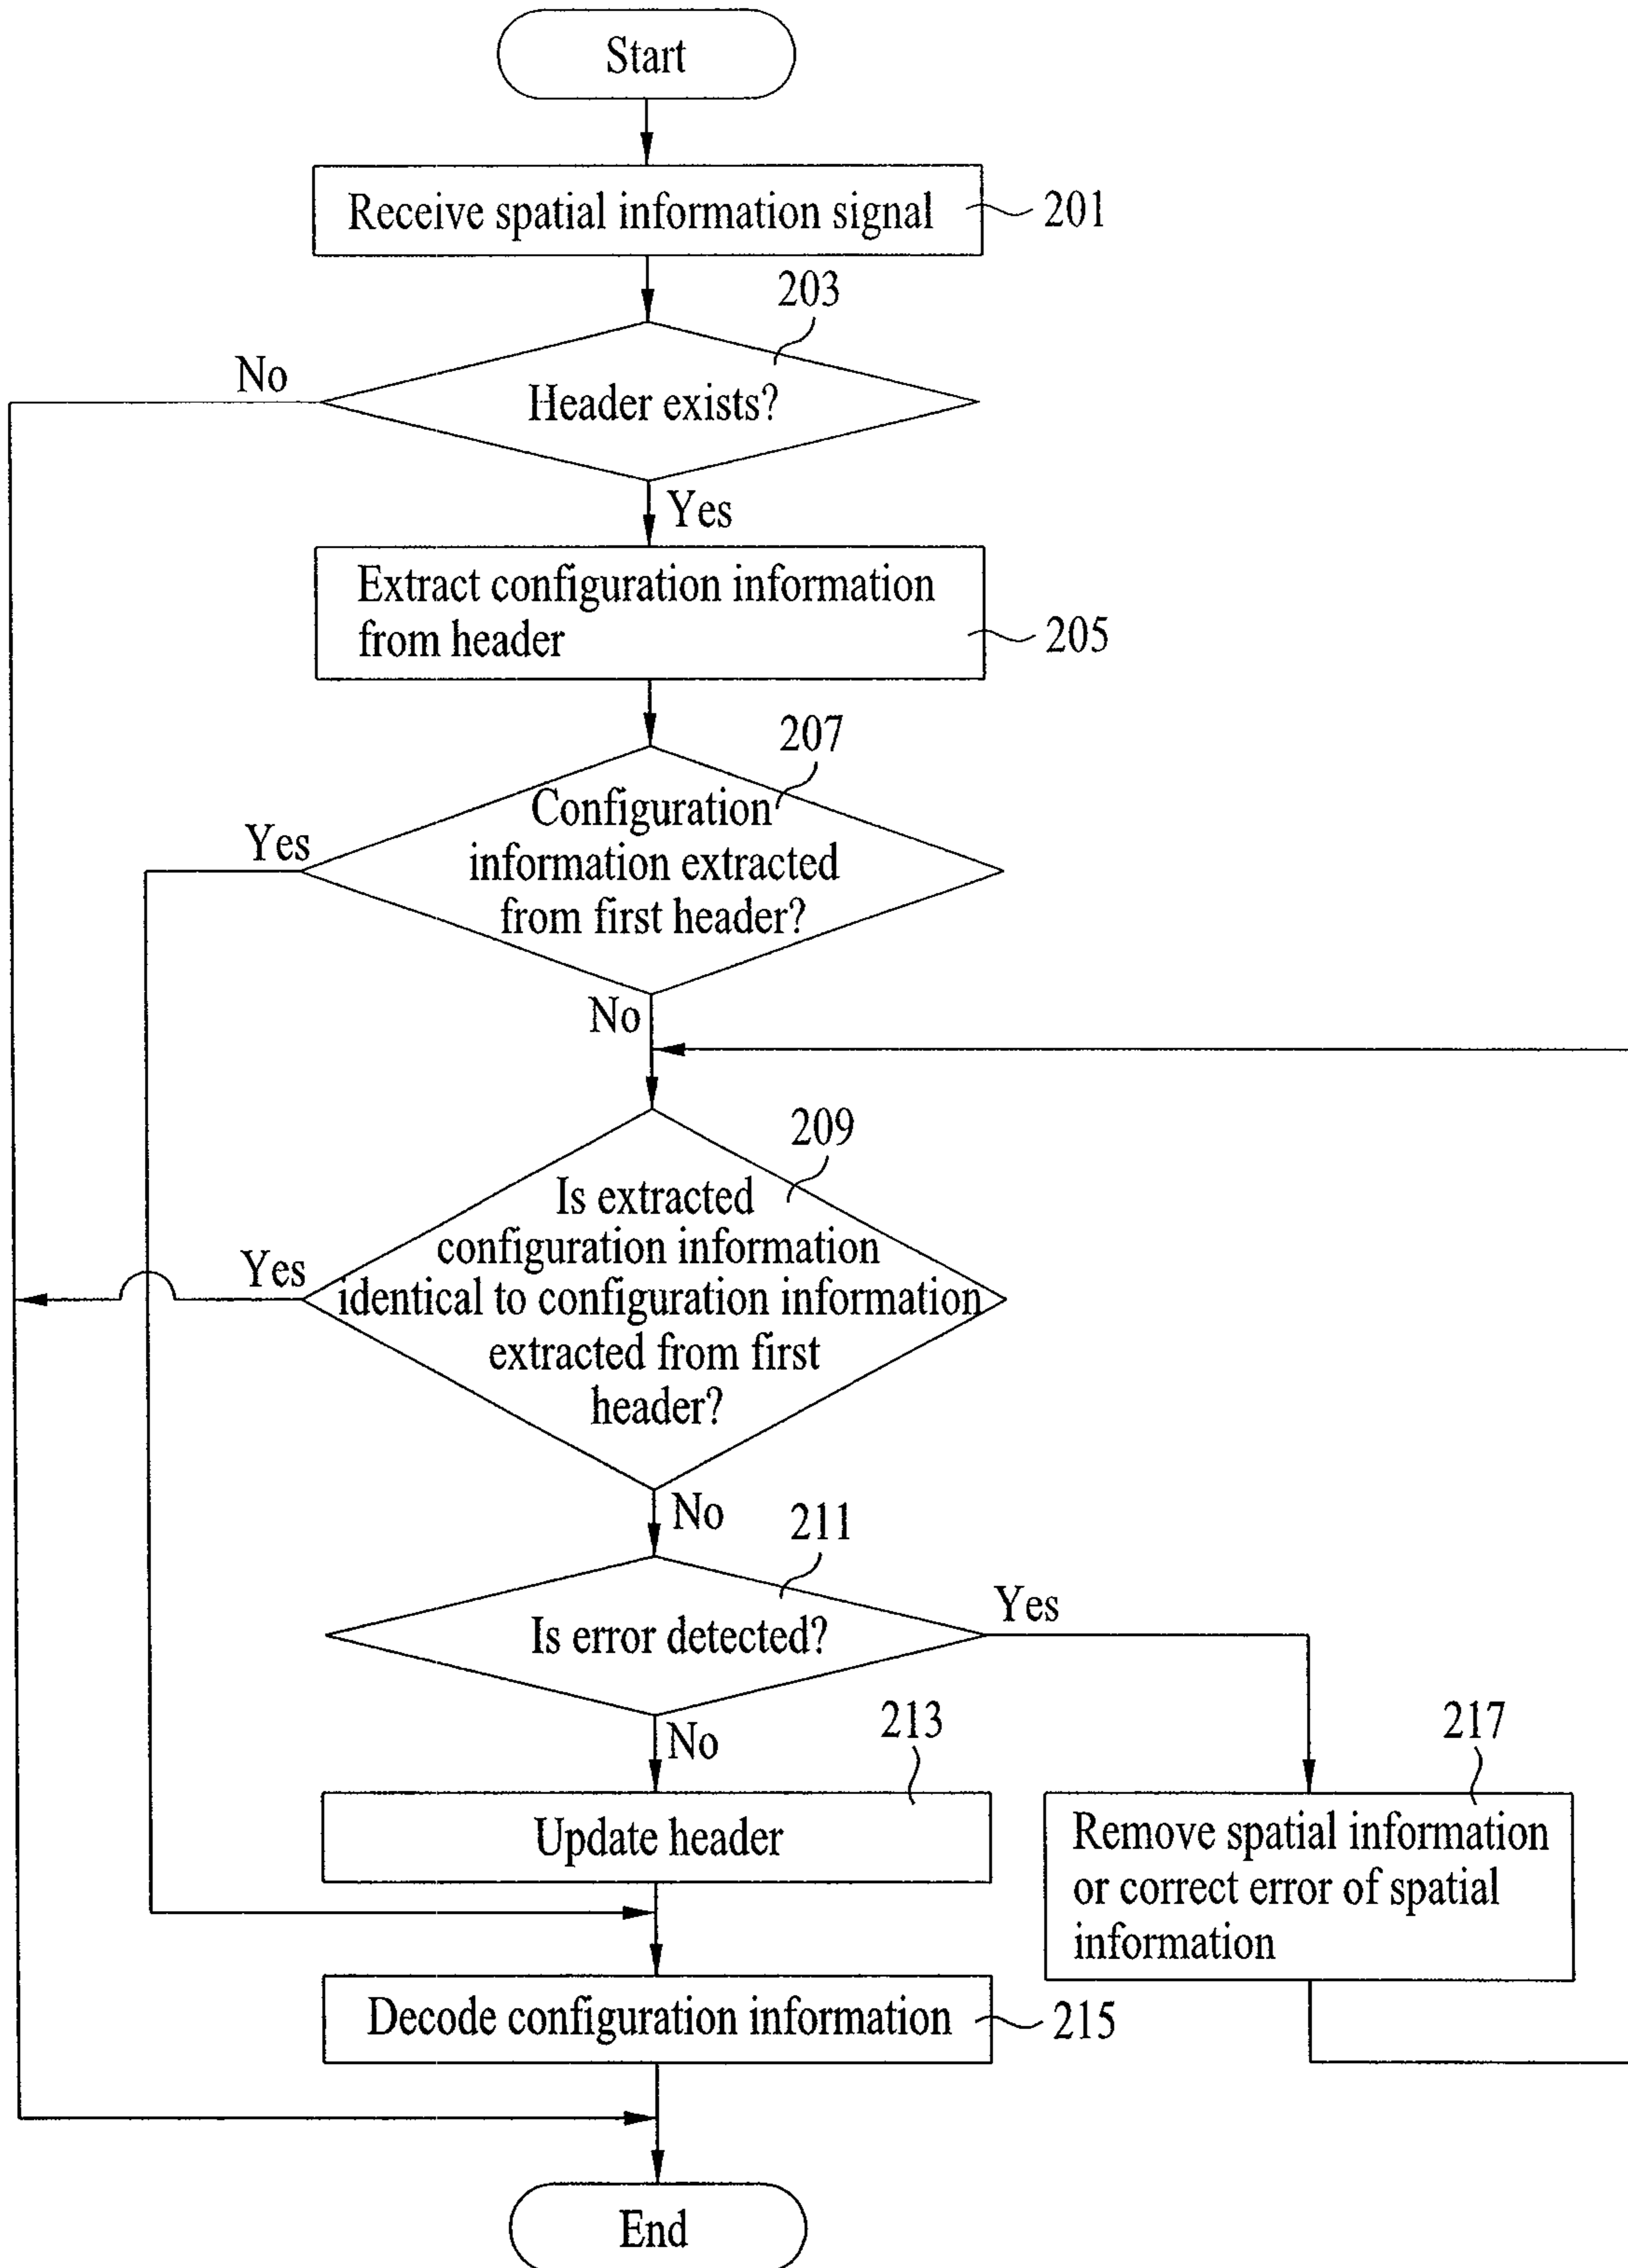 Start
Receive spatial information signal
201
203
No
Header exists?
Yes
Extract configuration information
from header
205
207
Yes
Configuration
information extracted
from first header?
No
209
Yes
Is extracted
configuration information
identical to configuration information
extracted from first
header?
No
211
Yes
Is error detected?
No
213
217
Update header
Remove spatial information
or correct error of spatial
information
Decode configuration information
215
End